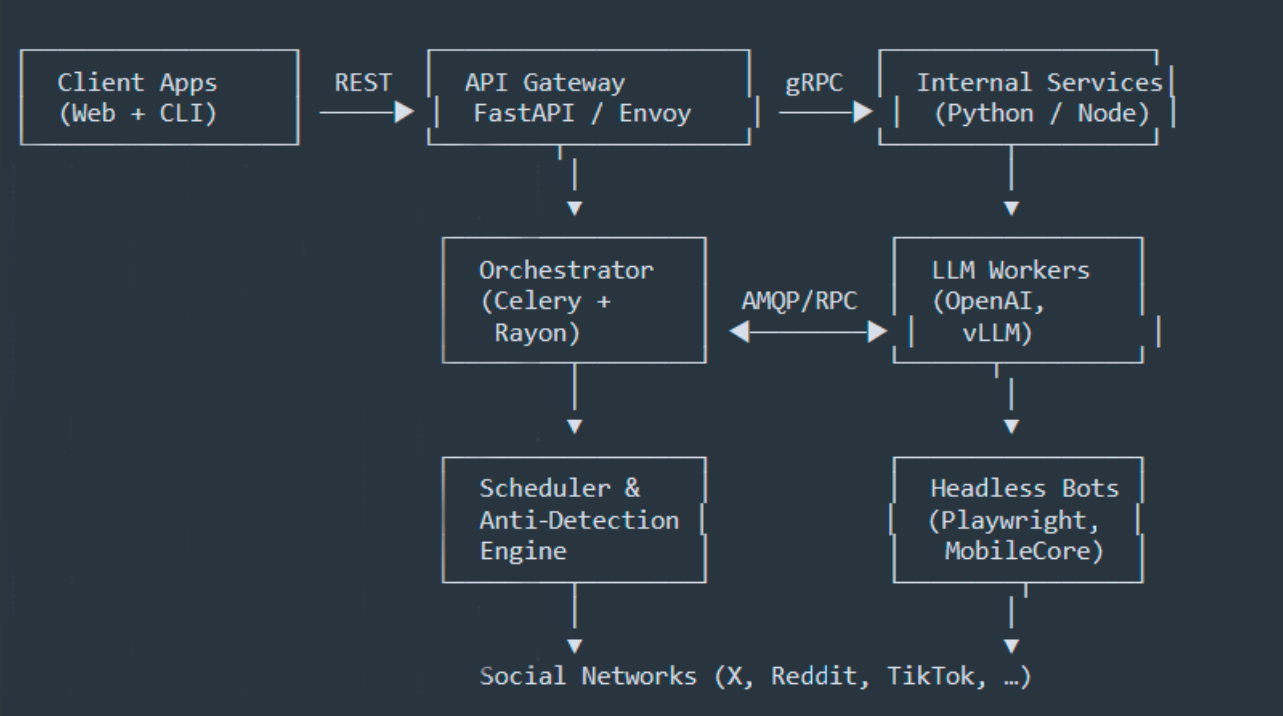 Client Apps
(Web + CLI)
REST
API Gateway
FastAPI / Envoy
gRPC
Internal Services
(Python / Node)
Orchestrator
(Celery +
Rayon)
AMQP/RPC
LLM Workers
(OpenAI,
vLLM)
Scheduler &
Anti-Detection
Engine
Headless Bots
(Playwright,
MobileCore)
Social Networks (X, Reddit, TikTok, …)